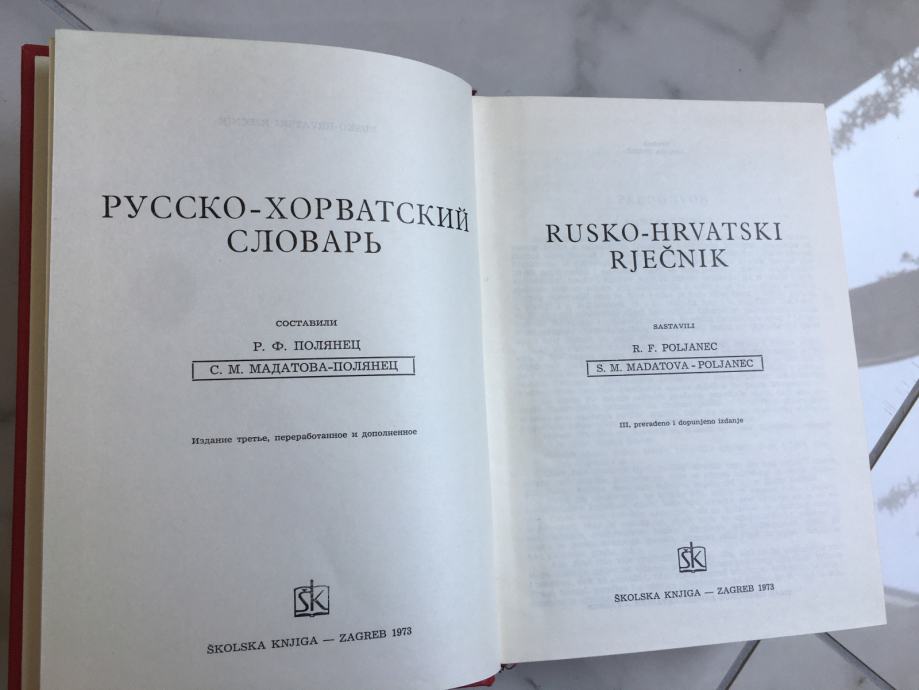 РУССКО-ХОРВАТСКИЙ
СЛОВАРЬ
СОСТАВИЛИ
Р. Ф. ПОЛЯНЕЦ
С. М. МАДАТОВА-ПОЛЯНЕЦ
Издание третье, переработанное и дополненное
ŠK
ŠKOLSKA KNJIGA — ZAGREB 1973
RUSKO-HRVATSKI
RJEČNIK
SASTAVILI
R. F. POLJANEC
S. M. MADATOVA-POLJANEC
III, prerađeno i dopunjeno izdanje
ŠK
ŠKOLSKA KNJIGA — ZAGREB 1973